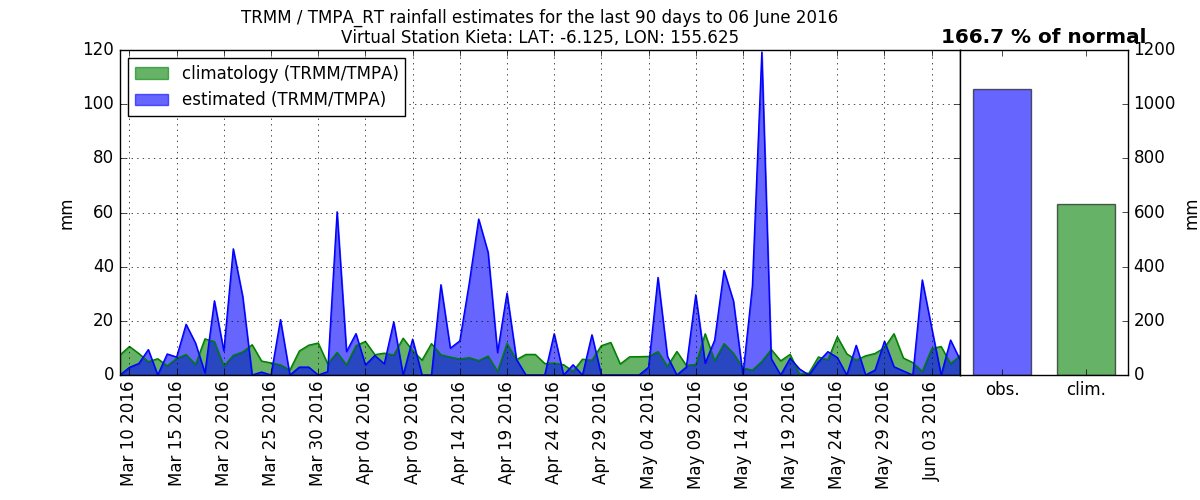 TRMM / TMPA_RT rainfall estimates for the last 90 days to 06 June 2016
Virtual Station Kieta: LAT: -6.125, LON: 155.625
166.7 % of normal
climatology (TRMM/TMPA)
estimated (TRMM/TMPA)
120
100
80
60
40
20
0
mm
Mar 10 2016
Mar 15 2016
Mar 20 2016
Mar 25 2016
Mar 30 2016
Apr 04 2016
Apr 09 2016
Apr 14 2016
Apr 19 2016
Apr 24 2016
Apr 29 2016
May 04 2016
May 09 2016
May 14 2016
May 19 2016
May 24 2016
May 29 2016
Jun 03 2016
obs.
clim.
1200
1000
800
600
400
200
0
mm